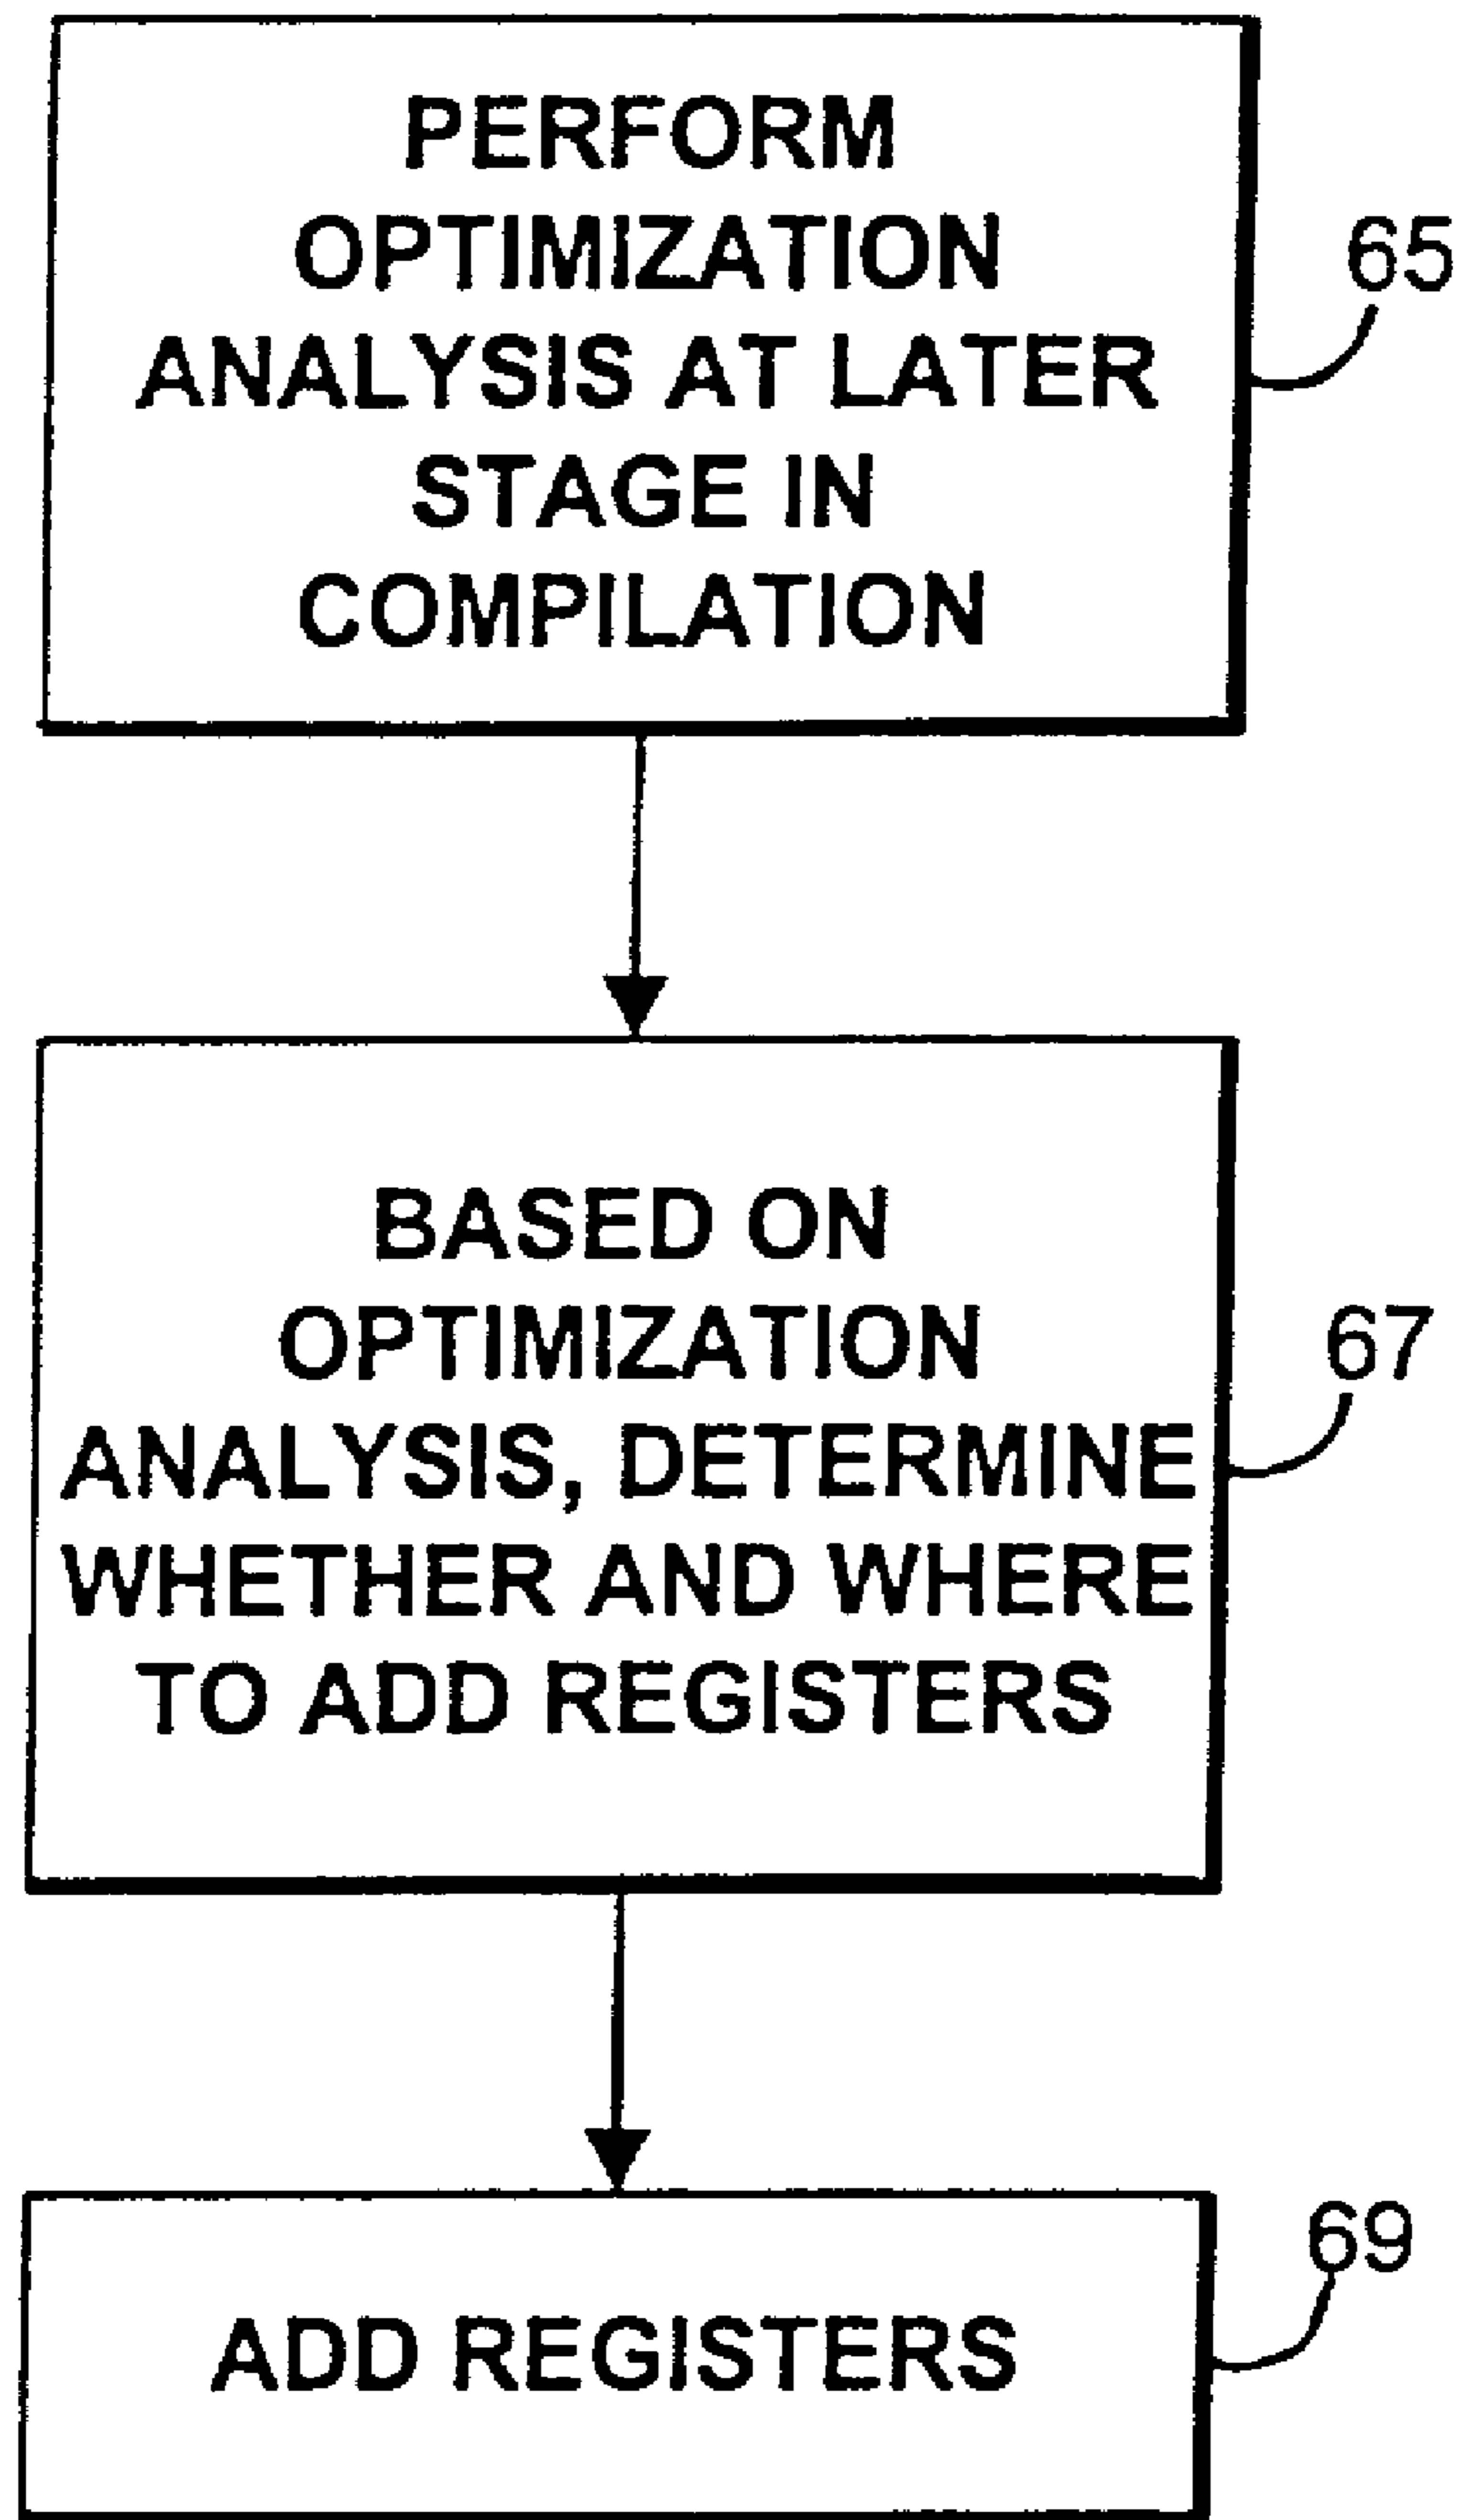 PERFORM
OPTIMIZATION
ANALYSIS AT LATER
STAGE IN
COMPILATION
65
BASED ON
OPTIMIZATION
ANALYSIS, DETERMINE
WHETHER AND WHERE
TO ADD REGISTERS
67
ADD REGISTERS
69